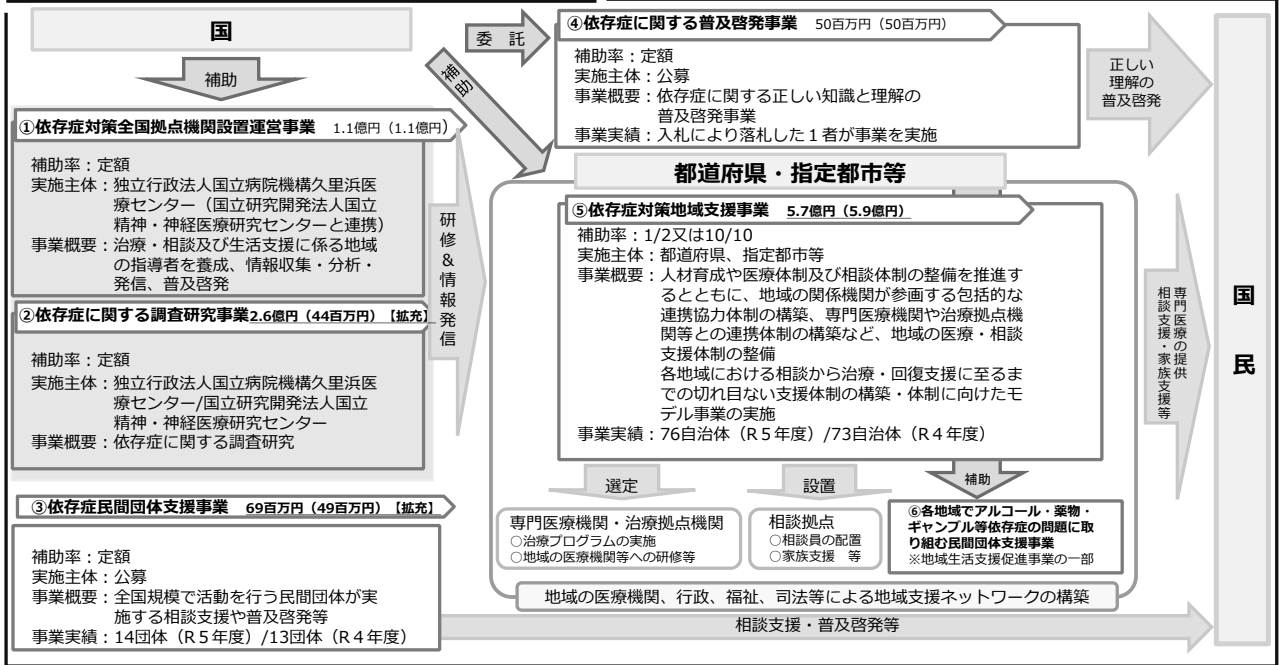 国
補助
①依存症対策全国拠点機関設置運営事業 1.1億円（1.1億円）
補助率：定額
実施主体：独立行政法人国立病院機構久里浜医
療センター（国立研究開発法人国立
精神・神経医療研究センターと連携）
事業概要：治療・相談及び生活支援に係る地域
の指導者を養成、情報収集・分析・
発信、普及啓発
②依存症に関する調査研究事業2.6億円（44百万円）【拡充】
補助率：定額
実施主体：独立行政法人国立病院機構久里浜医
療センター/国立研究開発法人国立
精神・神経医療研究センター
事業概要：依存症に関する調査研究
③依存症民間団体支援事業 69百万円（49百万円）【拡充】
補助率：定額
実施主体：公募
事業概要：全国規模で活動を行う民間団体が実
施する相談支援や普及啓発等
事業実績：14団体（R５年度）/13団体（R４年度）
研修&情報発信
委 託
補助
④依存症に関する普及啓発事業 50百万円（50百万円）
補助率：定額
実施主体：公募
事業概要：依存症に関する正しい知識と理解の
普及啓発事業
事業実績：入札により落札した１者が事業を実施
正しい
理解の
普及啓発
都道府県・指定都市等
⑤依存症対策地域支援事業 5.7億円（5.9億円）
補助率：1/2又は10/10
実施主体：都道府県、指定都市等
事業概要：人材育成や医療体制及び相談体制の整備を推進す
るとともに、地域の関係機関が参画する包括的な
連携協力体制の構築、専門医療機関や治療拠点機
関等との連携体制の構築など、地域の医療・相談
支援体制の整備
各地域における相談から治療・回復支援に至るま
での切れ目ない支援体制の構築・体制に向けたモ
デル事業の実施
事業実績：76自治体（R５年度）/73自治体（R４年度）
選定
設置
補助
専門医療機関・治療拠点機関
○治療プログラムの実施
○地域の医療機関等への研修等
相談拠点
○相談員の配置
○家族支援 等
⑥各地域でアルコール・薬物・
ギャンブル等依存症の問題に取
り組む民間団体支援事業
※地域生活支援促進事業の一部
地域の医療機関、行政、福祉、司法等による地域支援ネットワークの構築
相談支援・普及啓発等
専門医療の提供
相談支援・家族支援等
国民